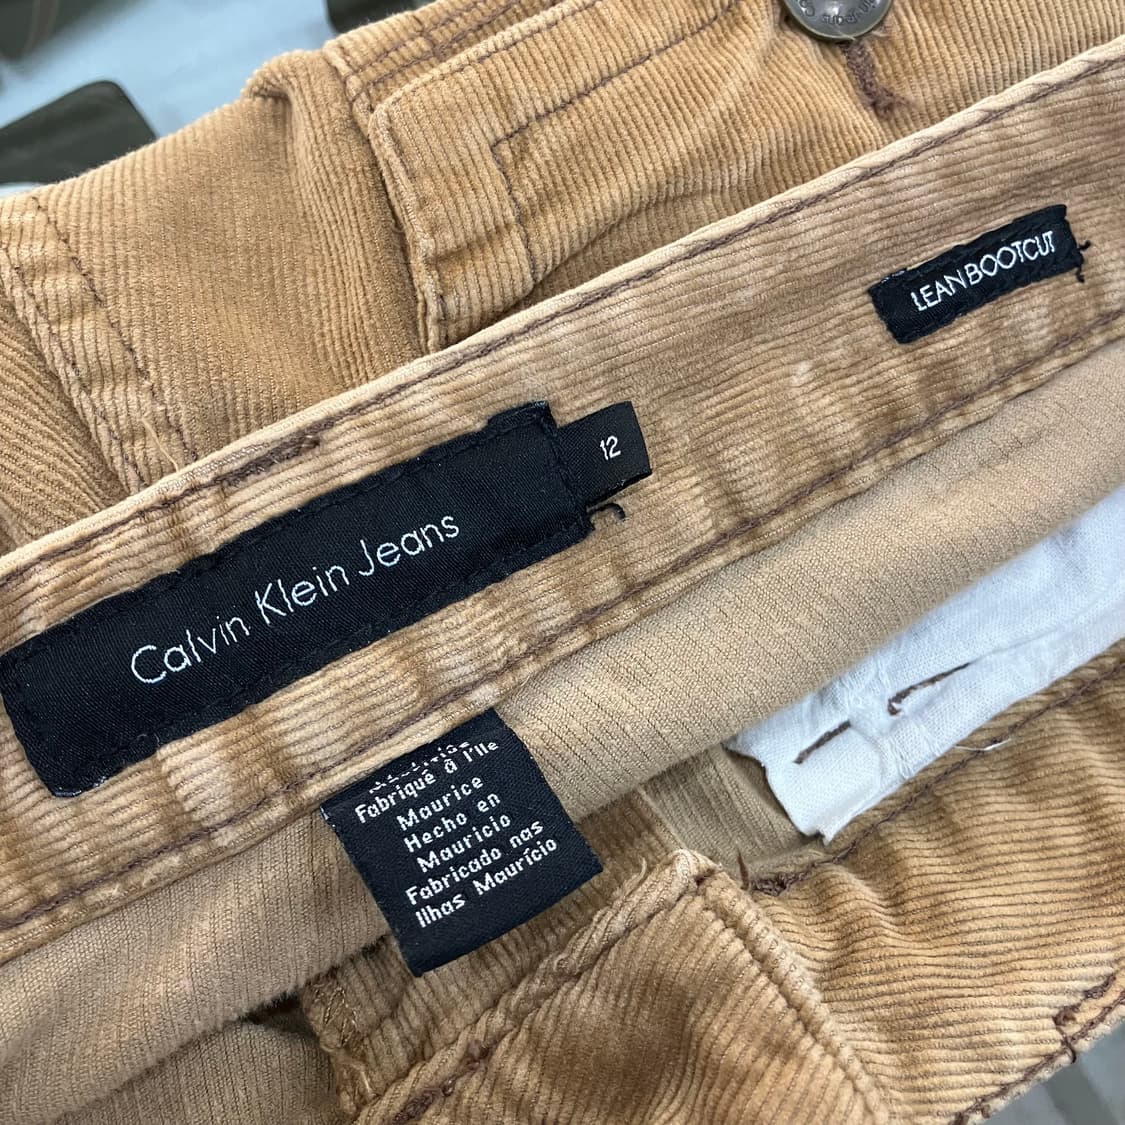 LEAN BOOTCUT
12
Calvin Klein Jeans
Fabriqué à l'Ile
Maurice
Hecho en
Mauricio
Fabricado nas
Ilhas Maurício